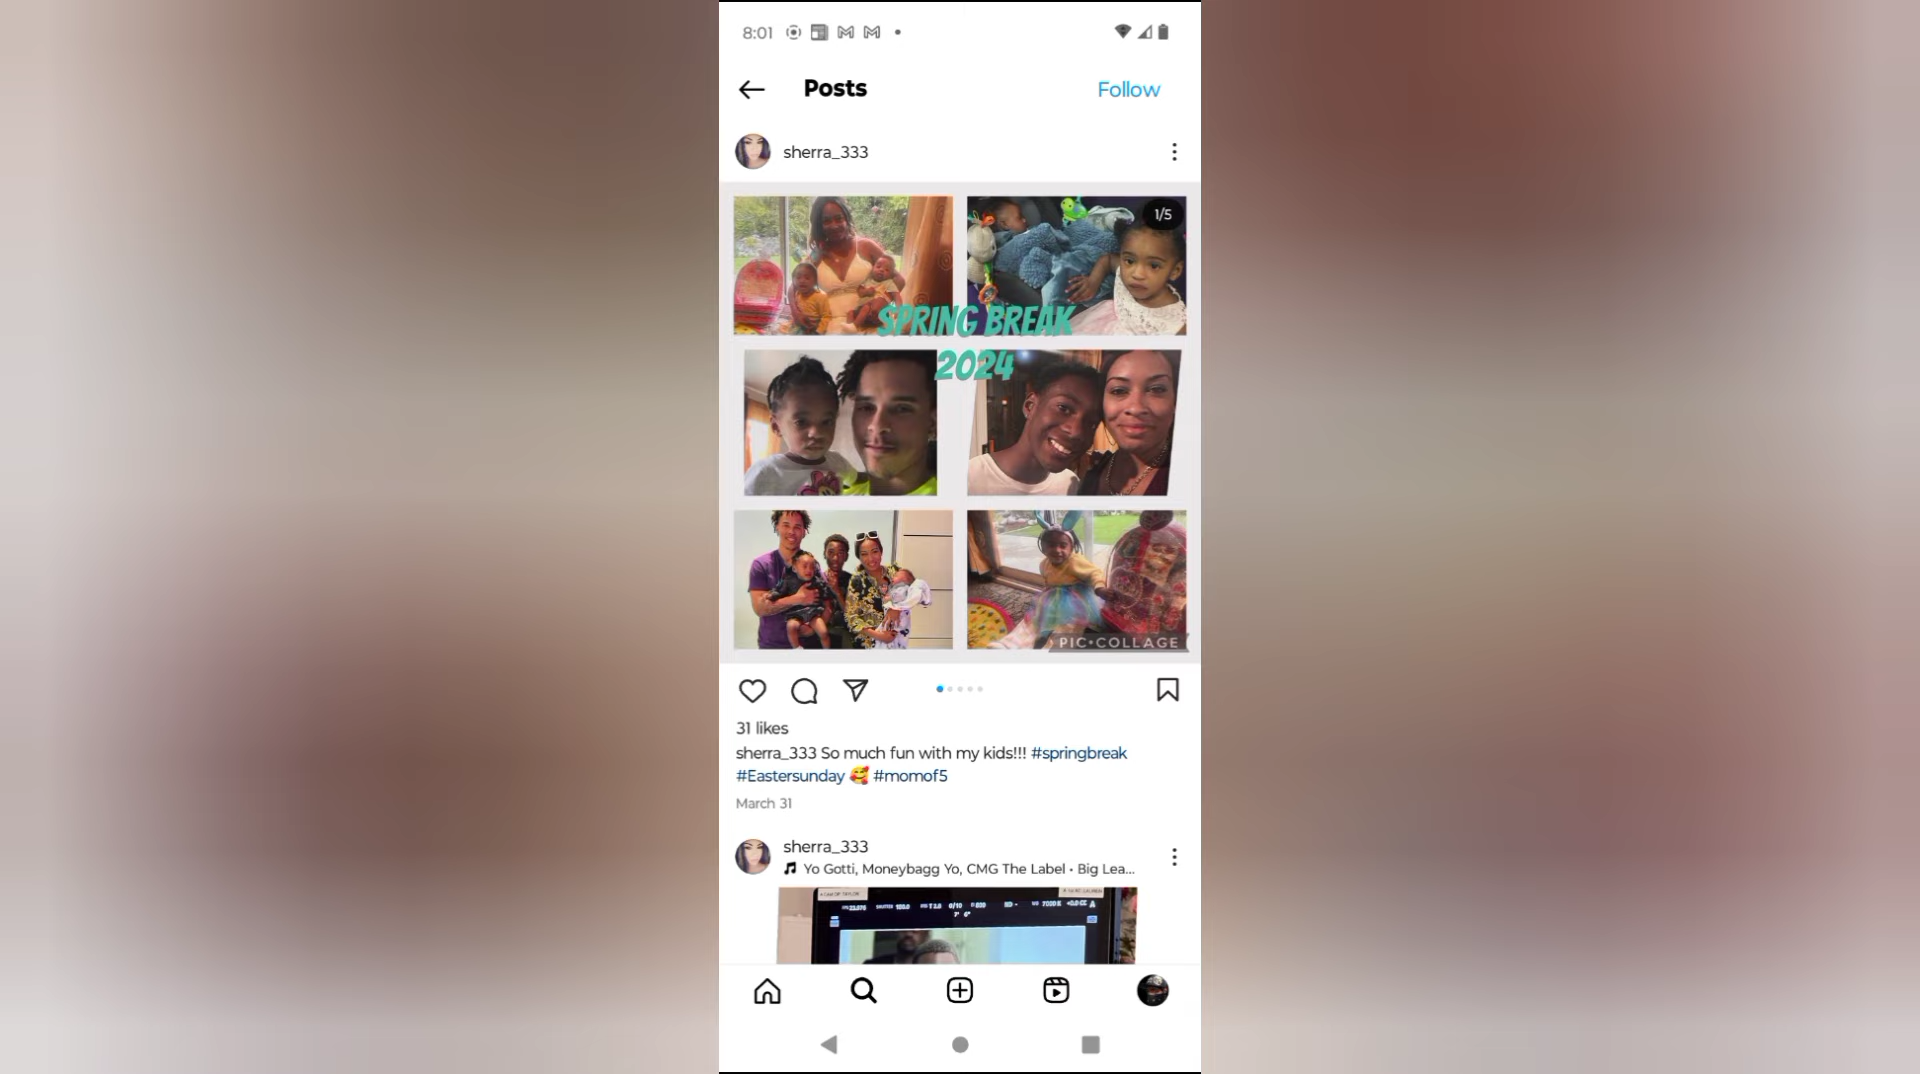 8:01
Posts
Follow
sherra_333
1/5
SPRING BREAK
2024
PIC•COLLAGE
31 likes
sherra_333 So much fun with my kids!!! #springbreak
#Eastersunday 🥰 #momof5
March 31
sherra_333
Yo Gotti, Moneybagg Yo, CMG The Label • Big Lea...